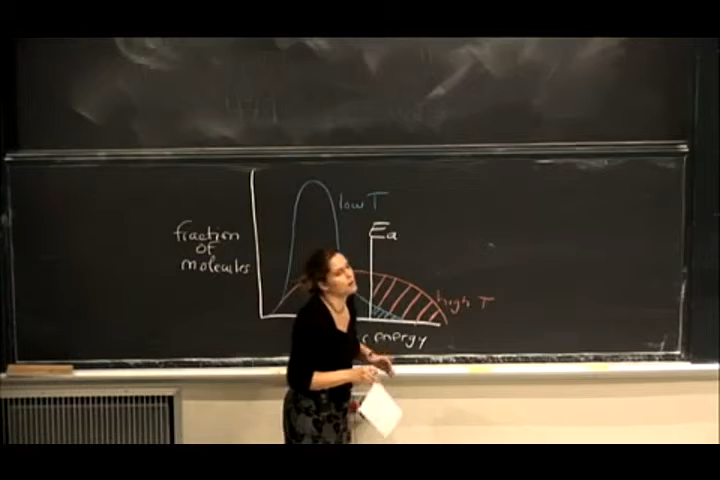 low T
Ea
fraction
of
molecules
high T
energy